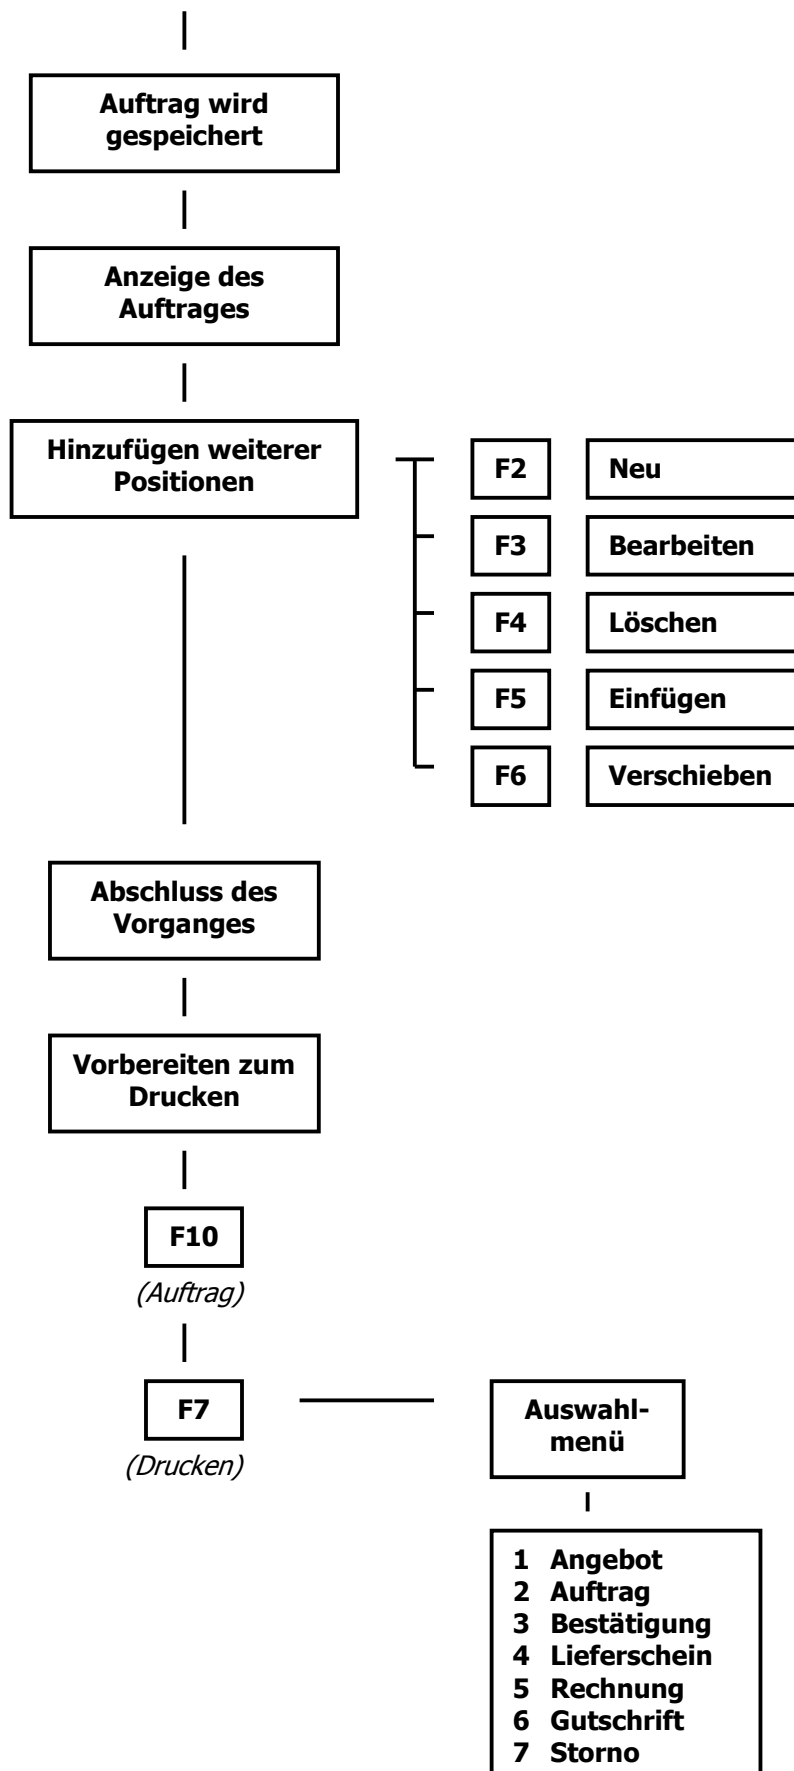 Auftrag wird
gespeichert
Anzeige des
Auftrages
Hinzufügen weiterer
Positionen
F2 Neu
F3 Bearbeiten
F4 Löschen
F5 Einfügen
F6 Verschieben
Abschluss des
Vorganges
Vorbereiten zum
Drucken
F10
(Auftrag)
F7
(Drucken)
Auswahl-
menü
1 Angebot
2 Auftrag
3 Bestätigung
4 Lieferschein
5 Rechnung
6 Gutschrift
7 Storno